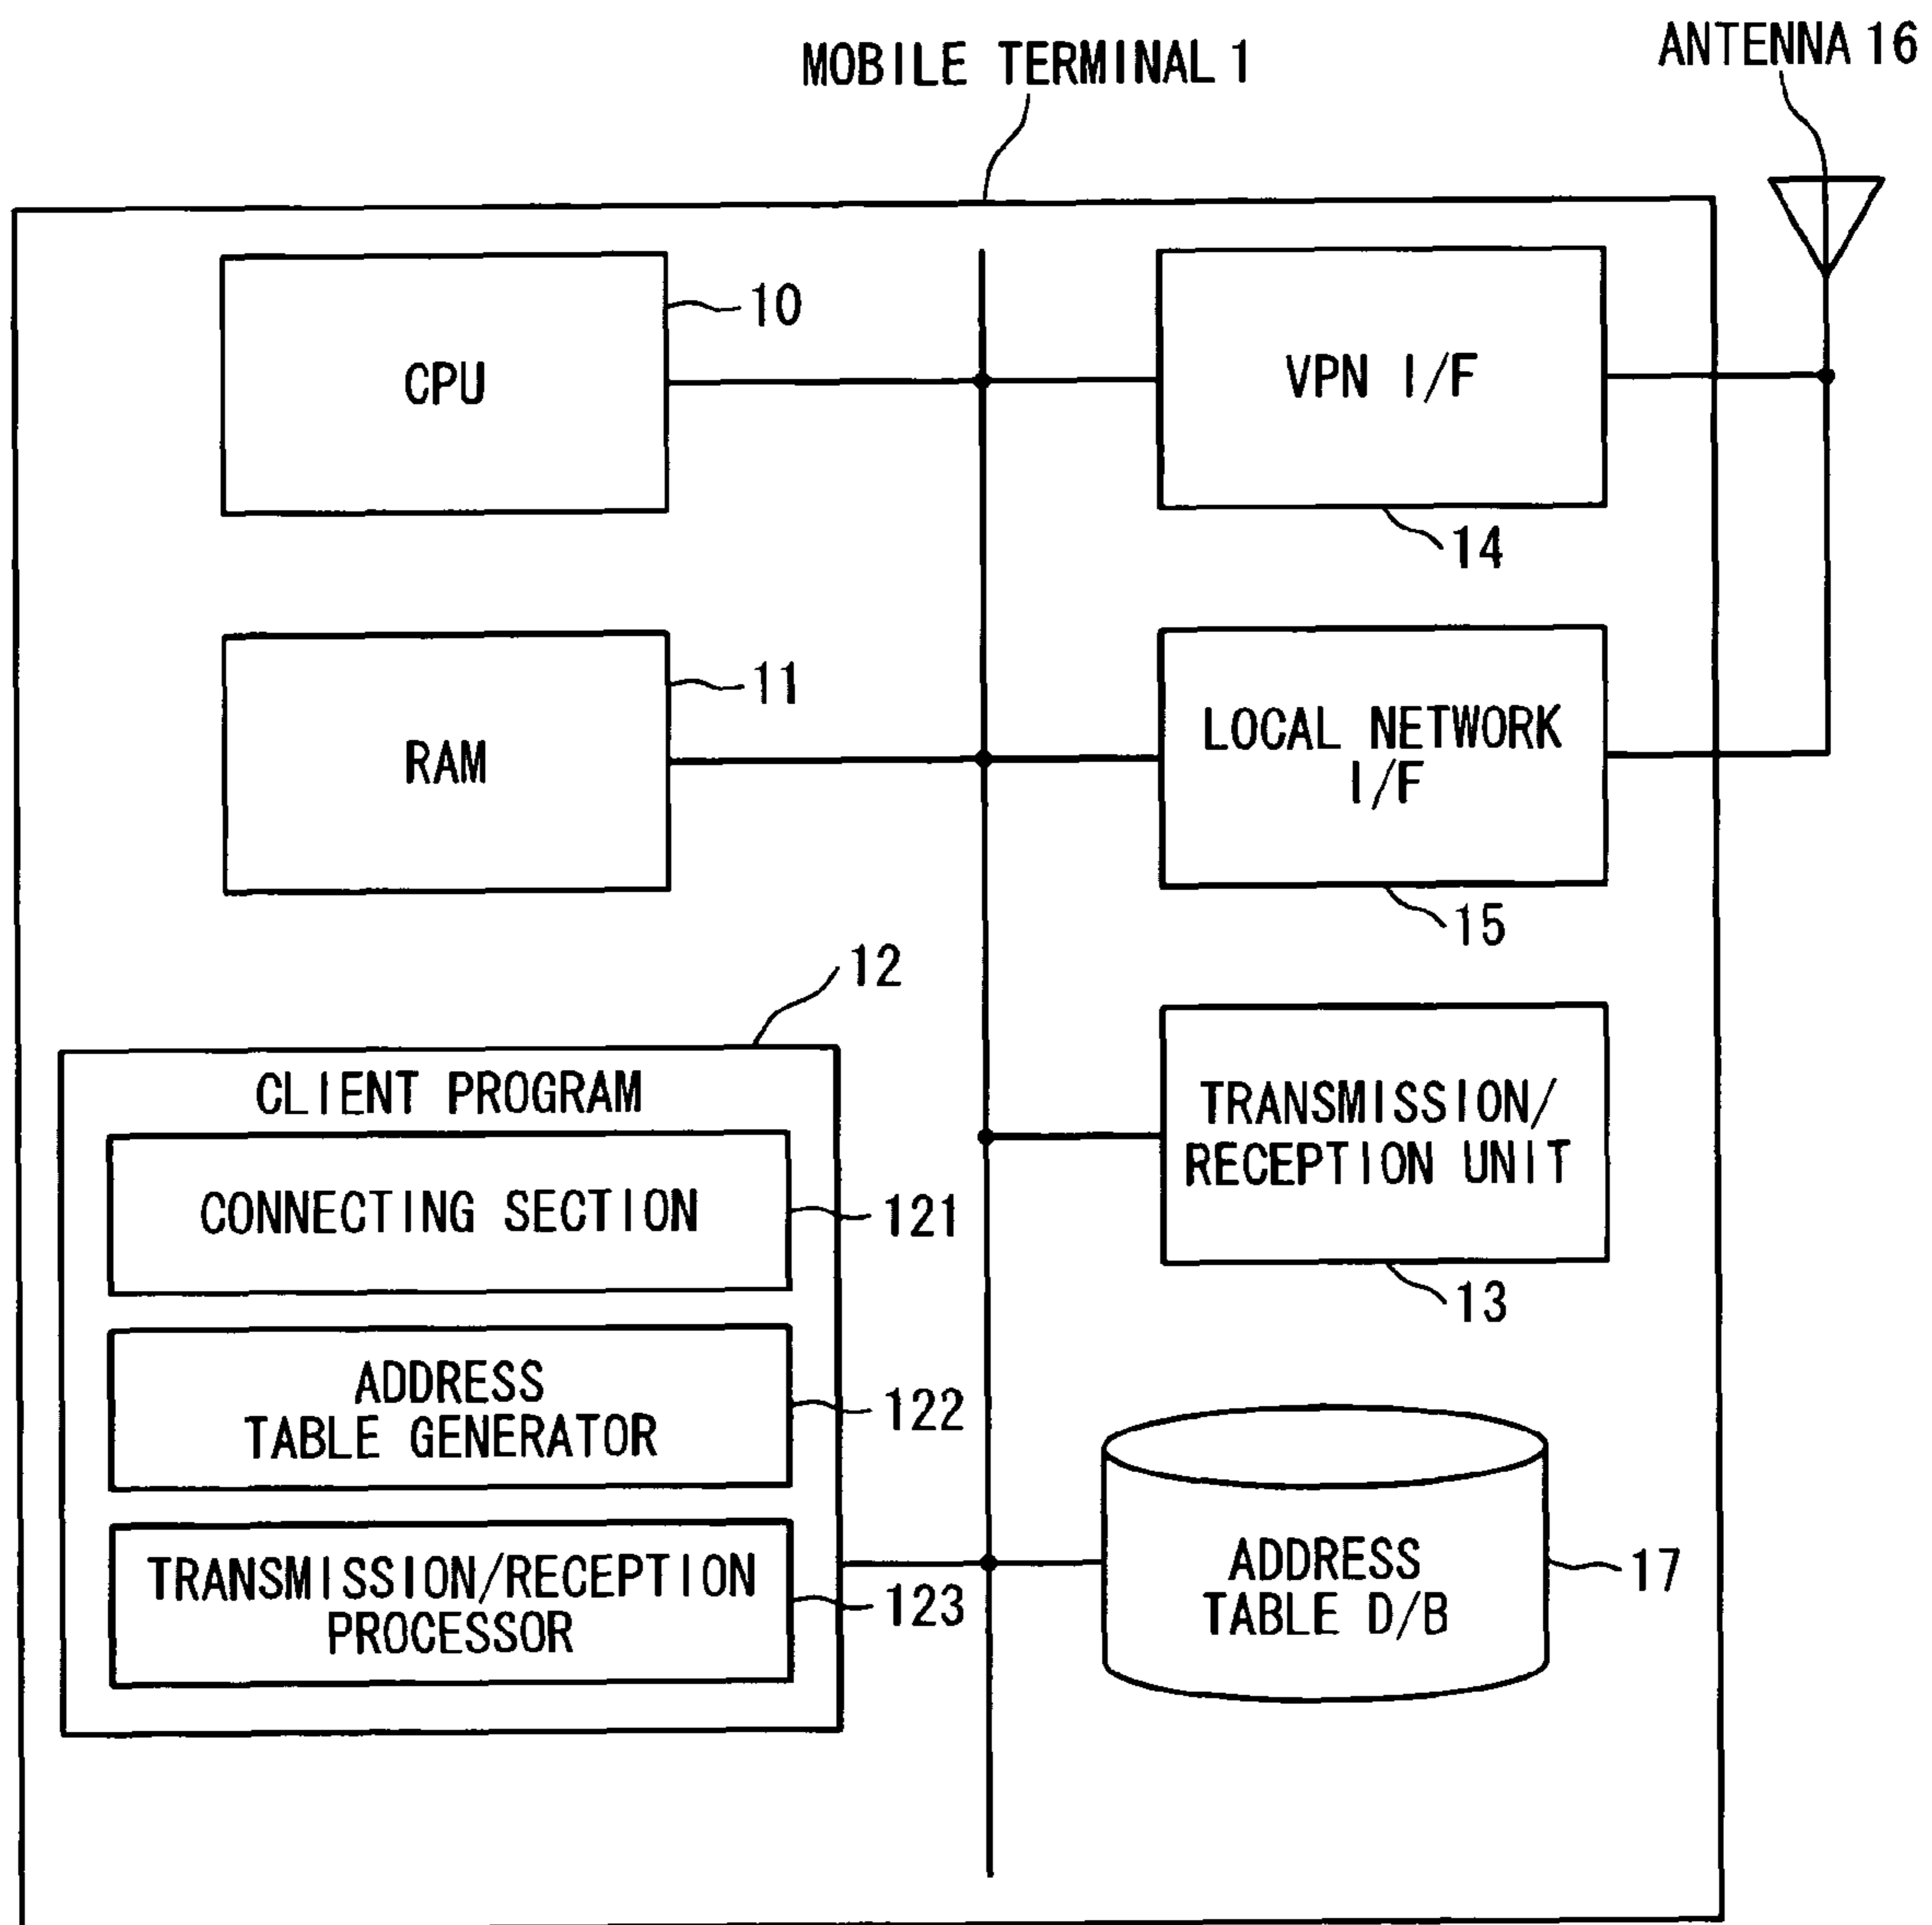 MOBILE TERMINAL 1
ANTENNA 16
CPU
10
VPN I/F
14
RAM
11
LOCAL NETWORK
I/F
15
12
CLIENT PROGRAM
CONNECTING SECTION
121
ADDRESS
TABLE GENERATOR
122
TRANSMISSION/RECEPTION
PROCESSOR
123
TRANSMISSION/
RECEPTION UNIT
13
ADDRESS
TABLE D/B
17